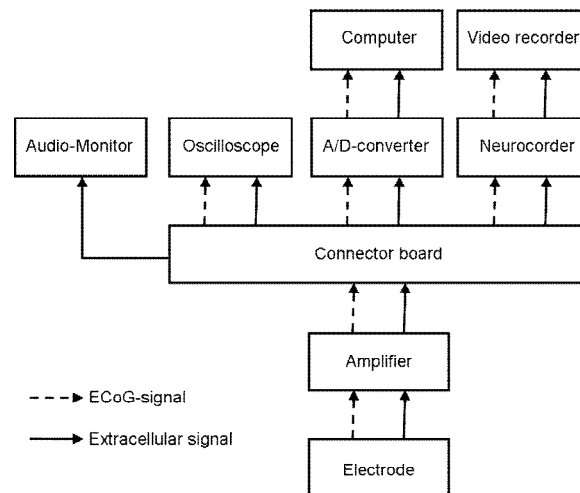 Computer
Video recorder
Audio-Monitor
Oscilloscope
A/D-converter
Neurocorder
Connector board
Amplifier
ECoG-signal
Extracellular signal
Electrode